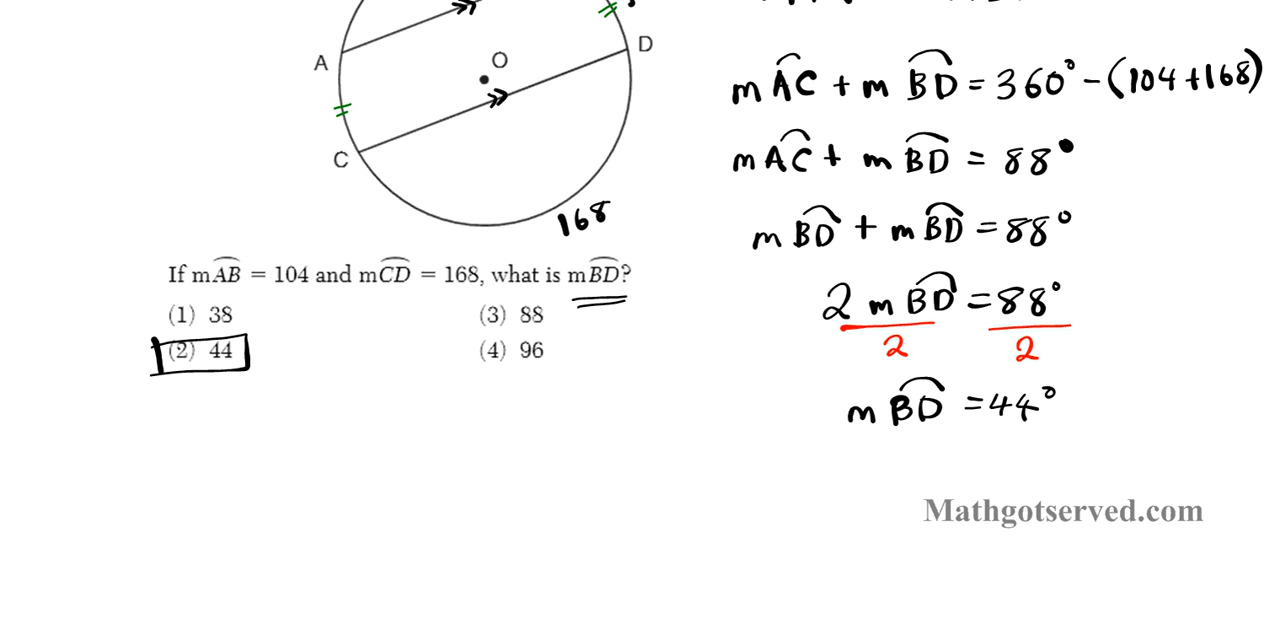 A
O
D
C
168
If mAB = 104 and mCD = 168, what is mBD?
(1) 38
(3) 88
(2) 44
(4) 96
mAC + mBD = 360° - (104+168)
mAC + mBD = 88°
mBD + mBD = 88°
2 mBD = 88°
2 2
mBD = 44°
Mathgotserved.com